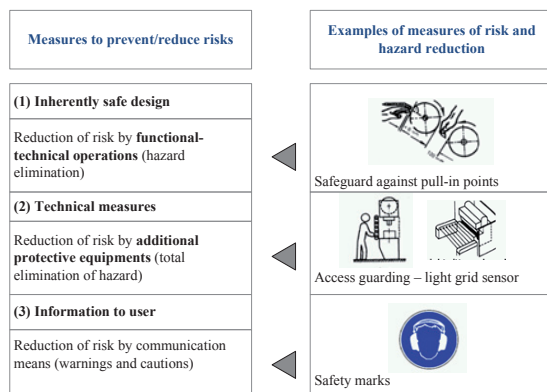 Measures to prevent/reduce risks
Examples of measures of risk and
hazard reduction
(1) Inherently safe design
Reduction of risk by functional-
technical operations (hazard
elimination)
Safeguard against pull-in points
(2) Technical measures
Reduction of risk by additional
protective equipments (total
elimination of hazard)
Access guarding – light grid sensor
(3) Information to user
Reduction of risk by communication
means (warnings and cautions)
Safety marks